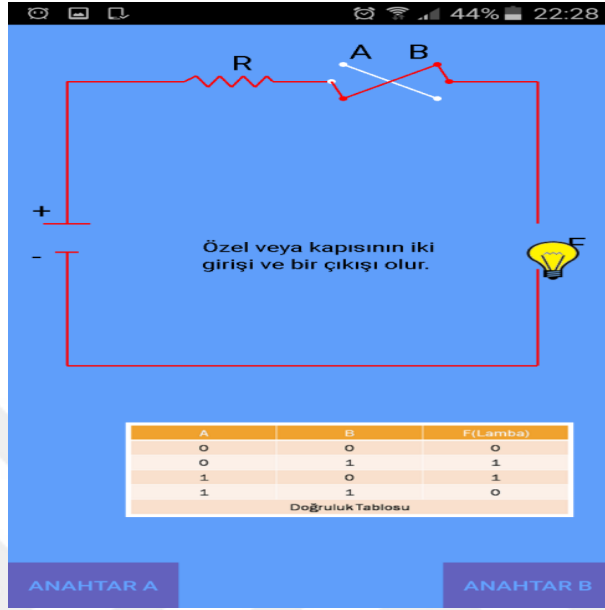 44% 22:28
A B
R
+
-
F
Özel veya kapısının iki
girişi ve bir çıkışı olur.
A B F(Lamba)
0 0 0
0 1 1
1 0 1
1 1 0
Doğruluk Tablosu
ANAHTAR A ANAHTAR B